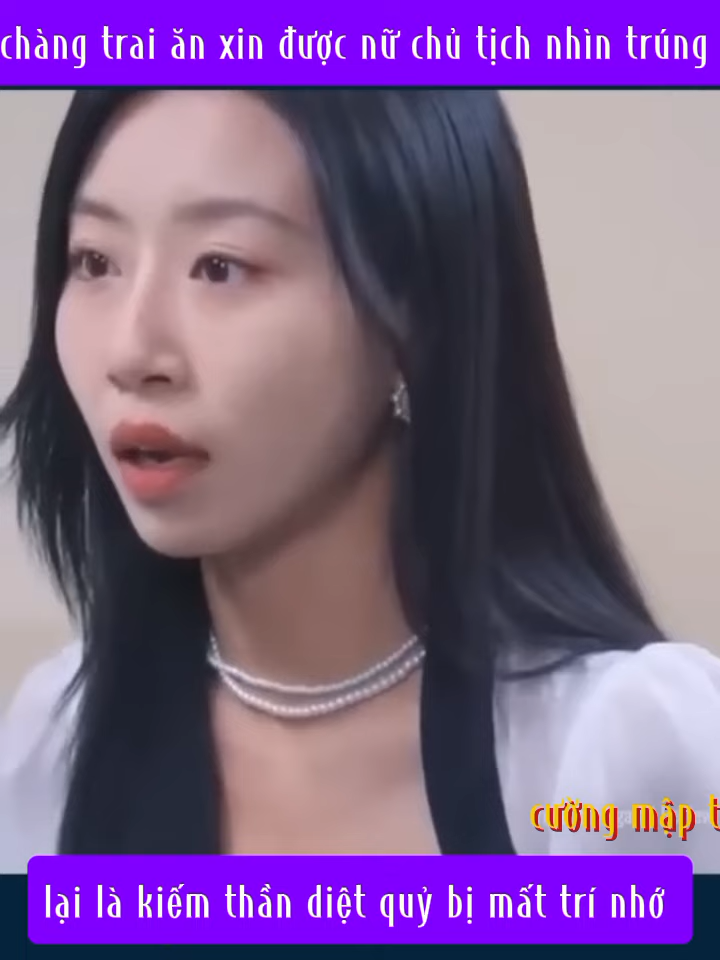 chàng trai ăn xin được nữ chủ tịch nhìn trúng
cường mập
lại là kiếm thần diệt quỷ bị mất trí nhớ